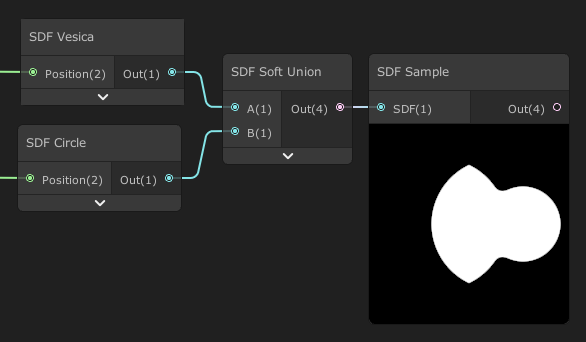 SDF Vesica
Position(2) Out(1)
SDF Circle
Position(2) Out(1)
SDF Soft Union
A(1) Out(4)
B(1)
SDF Sample
SDF(1) Out(4)